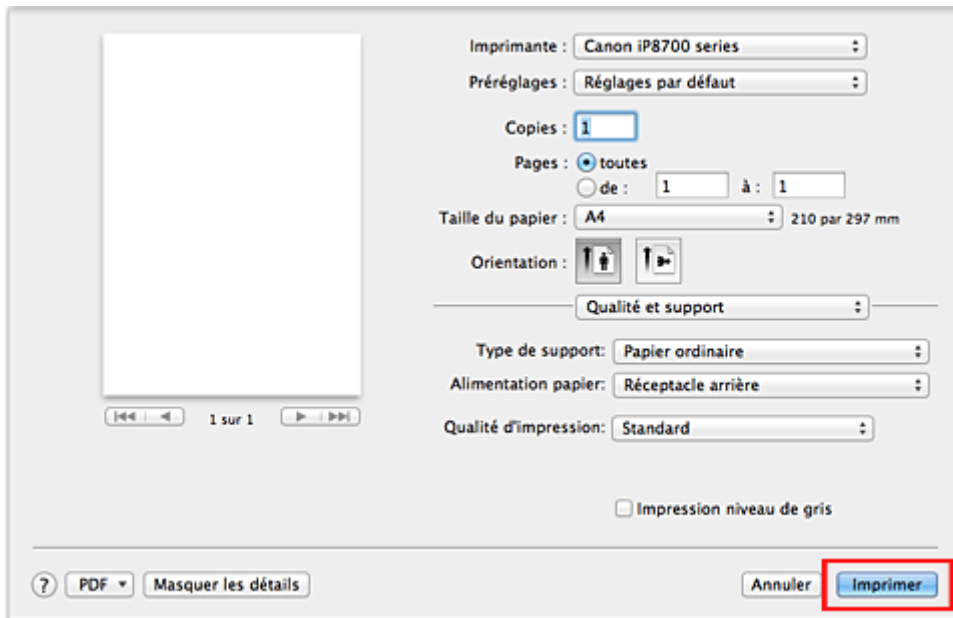 Imprimante : Canon iP8700 series
Préréglages : Réglages par défaut
Copies : 1
Pages : toutes
de : 1 à : 1
Taille du papier : A4 210 par 297 mm
Orientation :
Qualité et support
Type de support: Papier ordinaire
Alimentation papier: Réceptacle arrière
1 sur 1
Qualité d'impression: Standard
Impression niveau de gris
? PDF Masquer les détails Annuler Imprimer